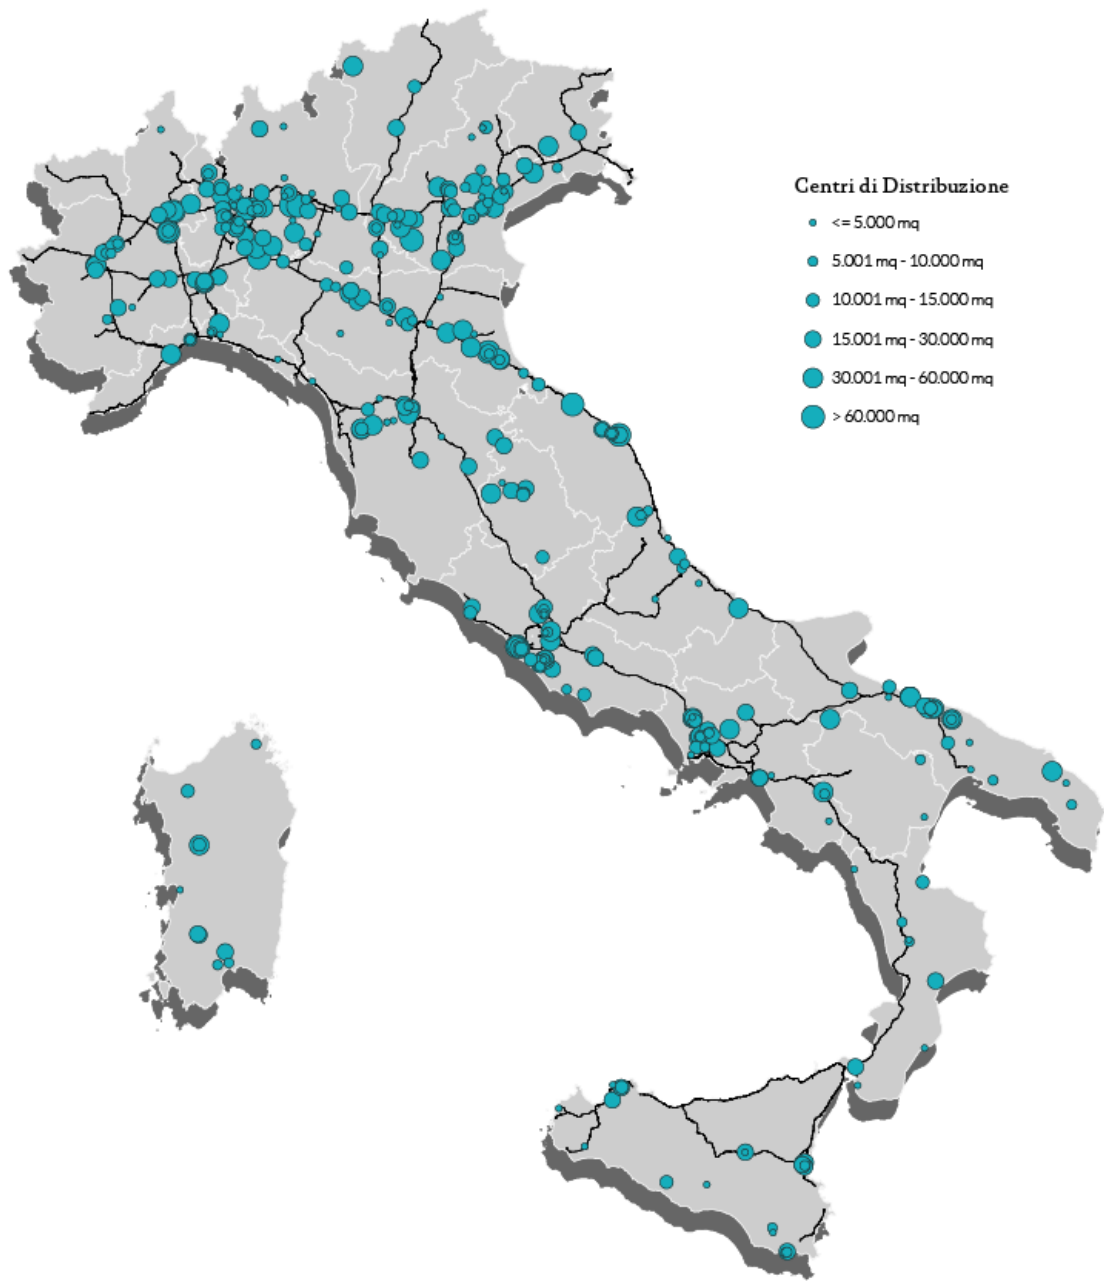 Centri di Distribuzione
<= 5.000 mq
5.001 mq - 10.000 mq
10.001 mq - 15.000 mq
15.001 mq - 30.000 mq
30.001 mq - 60.000 mq
> 60.000 mq